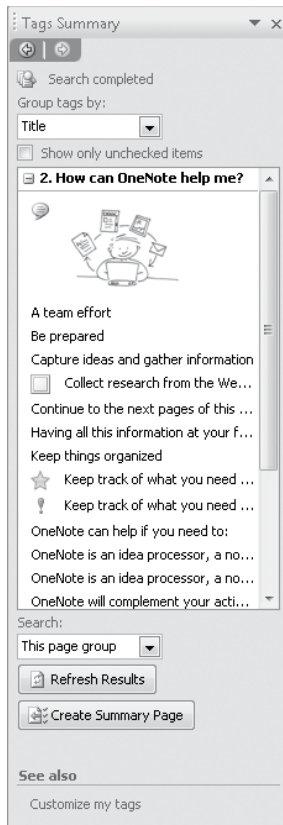 Tags Summary
Search completed
Group tags by:
Title
Show only unchecked items
2. How can OneNote help me?
A team effort
Be prepared
Capture ideas and gather information
Collect research from the We...
Continue to the next pages of this ...
Having all this information at your f...
Keep things organized
Keep track of what you need ...
Keep track of what you need ...
OneNote can help if you need to:
OneNote is an idea processor, a no...
OneNote is an idea processor, a no...
OneNote will complement your acti...
Search:
This page group
Refresh Results
Create Summary Page
See also
Customize my tags